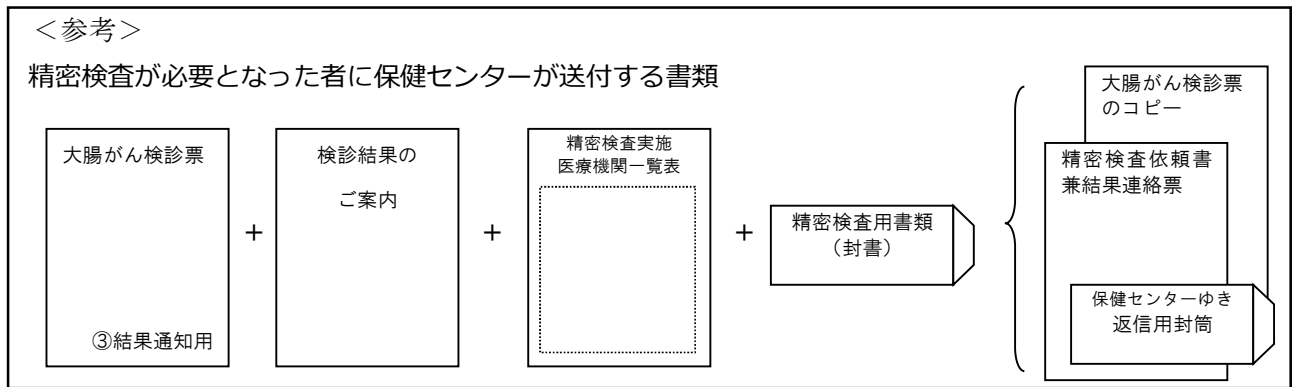 ＜参考＞
精密検査が必要となった者に保健センターが送付する書類
大腸がん検診票
③結果通知用
＋
検診結果の
ご案内
＋
精密検査実施
医療機関一覧表
＋
精密検査用書類
（封書）
大腸がん検診票
のコピー
精密検査依頼書
兼結果連絡票
保健センターゆき
返信用封筒